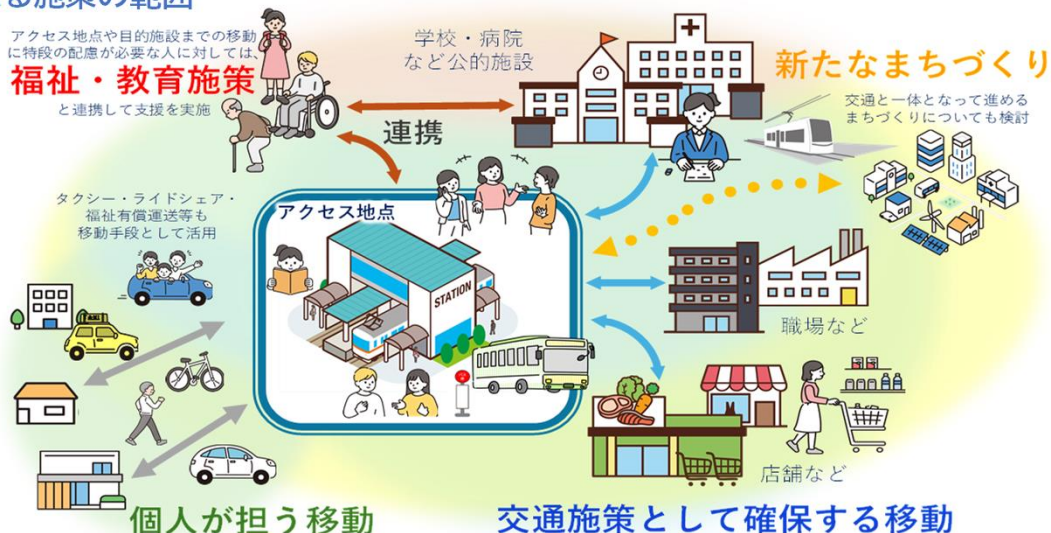 る施策の範囲
アクセス地点や目的施設までの移動
に特段の配慮が必要な人に対しては、
福祉・教育施策
と連携して支援を実施
学校・病院
など公的施設
新たなまちづくり
交通と一体となって進める
まちづくりについても検討
連携
タクシー・ライドシェア・
福祉有償運送等も
移動手段として活用
アクセス地点
STATION
職場など
店舗など
個人が担う移動
交通施策として確保する移動